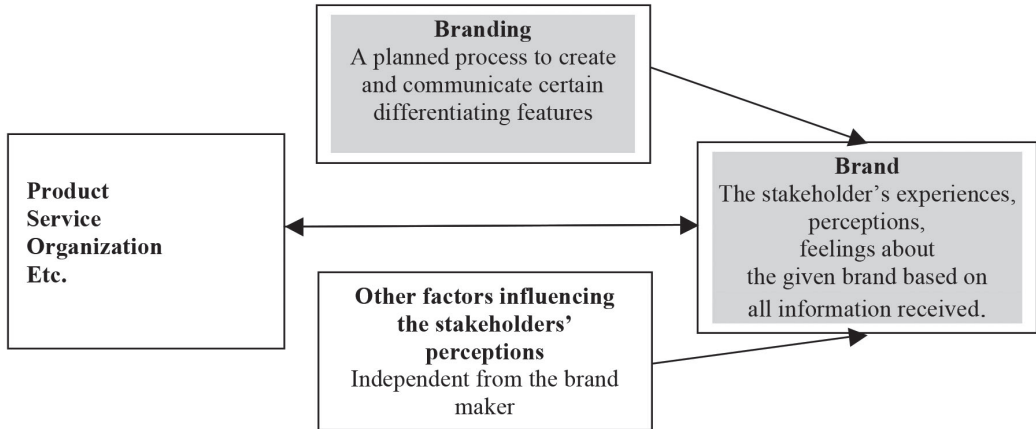 Branding
A planned process to create
and communicate certain
differentiating features
Product
Service
Organization
Etc.
Brand
The stakeholder’s experiences,
perceptions,
feelings about
the given brand based on
all information received.
Other factors influencing
the stakeholders’
perceptions
Independent from the brand
maker